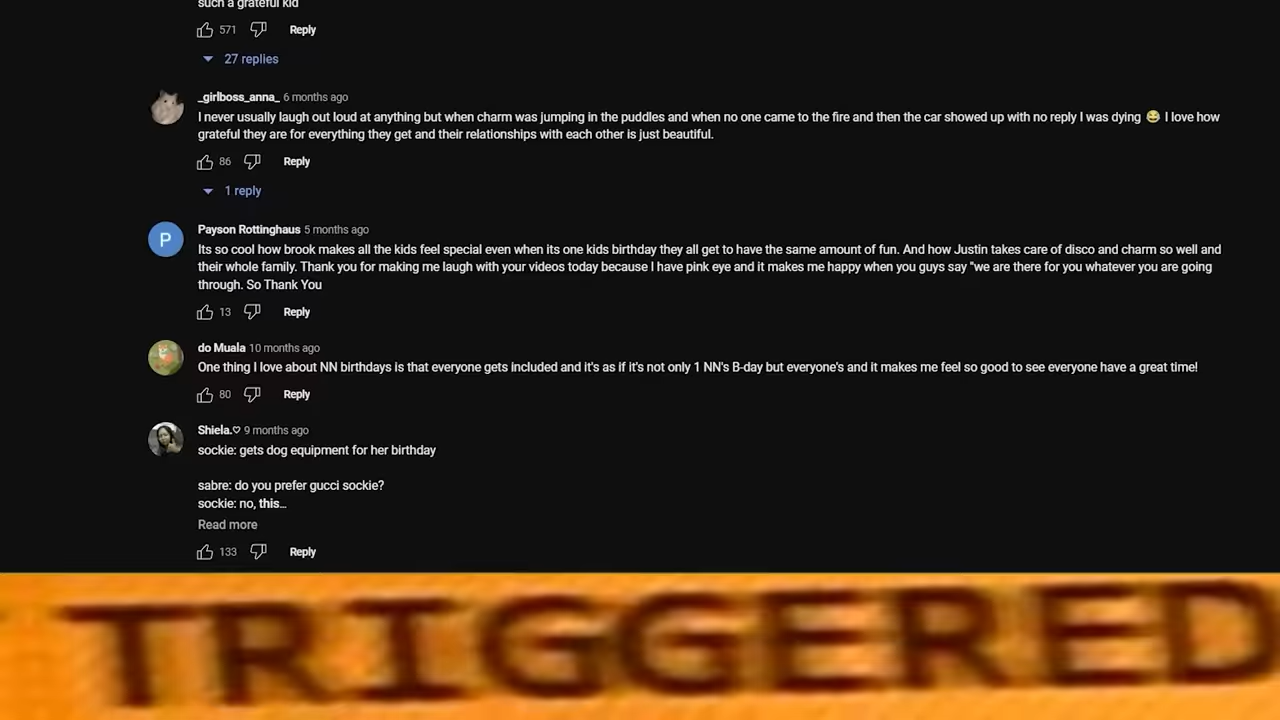 such a grateful kid
571 Reply
27 replies
_girlboss_anna_ 6 months ago
I never usually laugh out loud at anything but when charm was jumping in the puddles and when no one came to the fire and then the car showed up with no reply I was dying 😂 I love how
grateful they are for everything they get and their relationships with each other is just beautiful.
86 Reply
1 reply
P
Payson Rottinghaus 5 months ago
Its so cool how brook makes all the kids feel special even when its one kids birthday they all get to have the same amount of fun. And how Justin takes care of disco and charm so well and
their whole family. Thank you for making me laugh with your videos today because I have pink eye and it makes me happy when you guys say "we are there for you whatever you are going
through. So Thank You
13 Reply
do Muala 10 months ago
One thing I love about NN birthdays is that everyone gets included and it's as if it's not only 1 NN's B-day but everyone's and it makes me feel so good to see everyone have a great time!
80 Reply
Shiela.♡ 9 months ago
sockie: gets dog equipment for her birthday
sabre: do you prefer gucci sockie?
sockie: no, this…
Read more
133 Reply
TRIGGERED